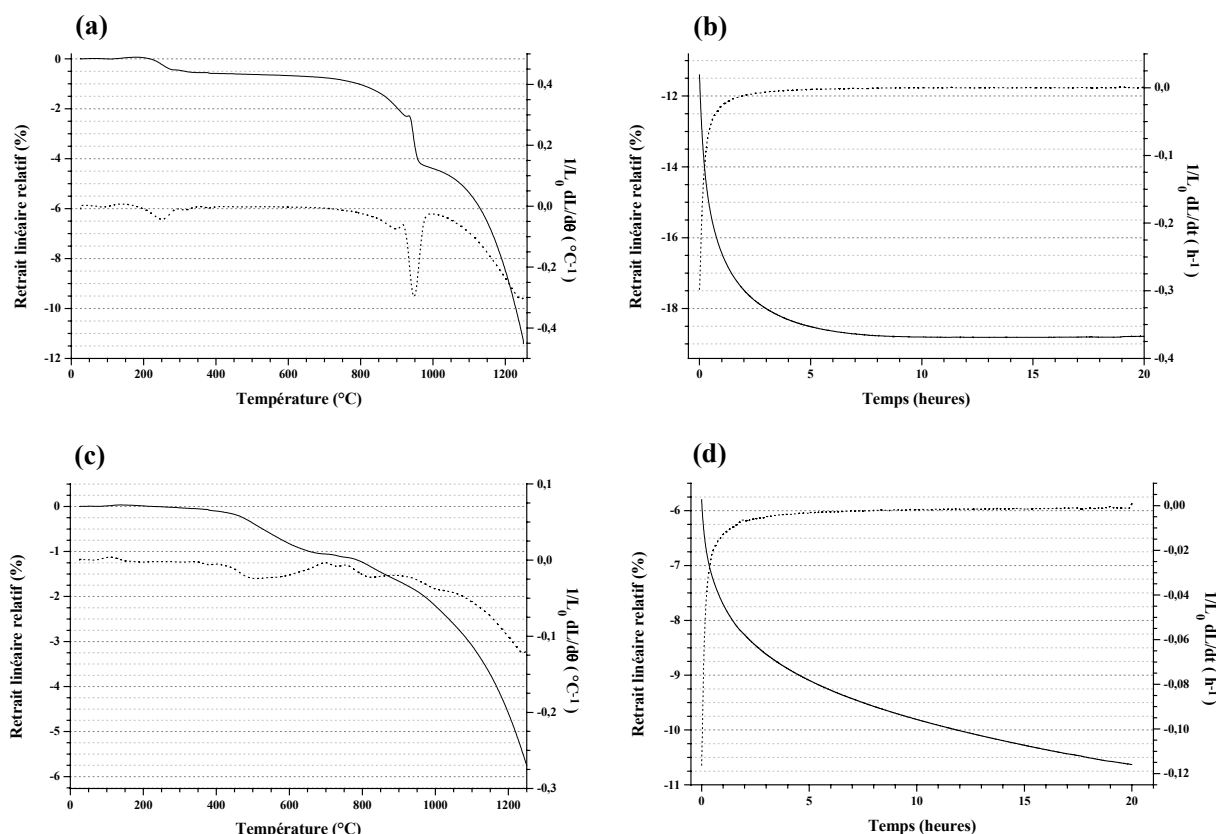 (a)
Retrait linéaire relatif (%)
0
-2
-4
-6
-8
-10
-12
0,4
0,2
0,0
-0,2
-0,4
1/L0 dL/dθ ( °C-1)
0 200 400 600 800 1000 1200
Température (°C)
(b)
Retrait linéaire relatif (%)
-12
-14
-16
-18
0,0
-0,1
-0,2
-0,3
-0,4
1/L0 dL/dt ( h-1)
0 5 10 15 20
Temps (heures)
(c)
Retrait linéaire relatif (%)
0
-1
-2
-3
-4
-5
-6
0,1
0,0
-0,1
-0,2
-0,3
1/L0 dL/dθ ( °C-1)
0 200 400 600 800 1000 1200
Température (°C)
(d)
Retrait linéaire relatif (%)
-6
-7
-8
-9
-10
-11
0,00
-0,02
-0,04
-0,06
-0,08
-0,10
-0,12
1/L0 dL/dt ( h-1)
0 5 10 15 20
Temps (heures)